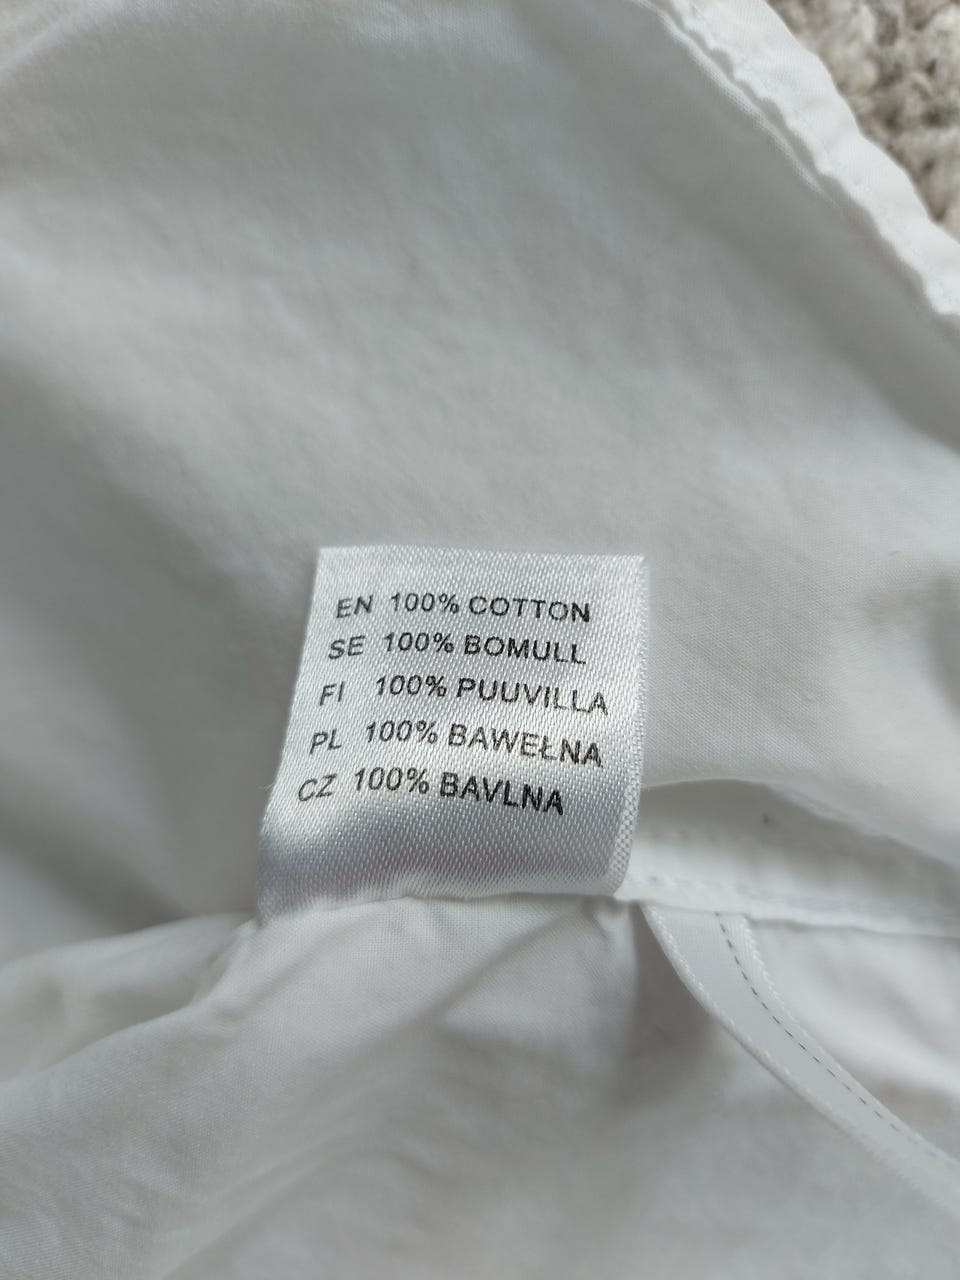 EN 100% COTTON
SE 100% BOMULL
FI 100% PUUVILLA
PL 100% BAWEŁNA
CZ 100% BAVLNA